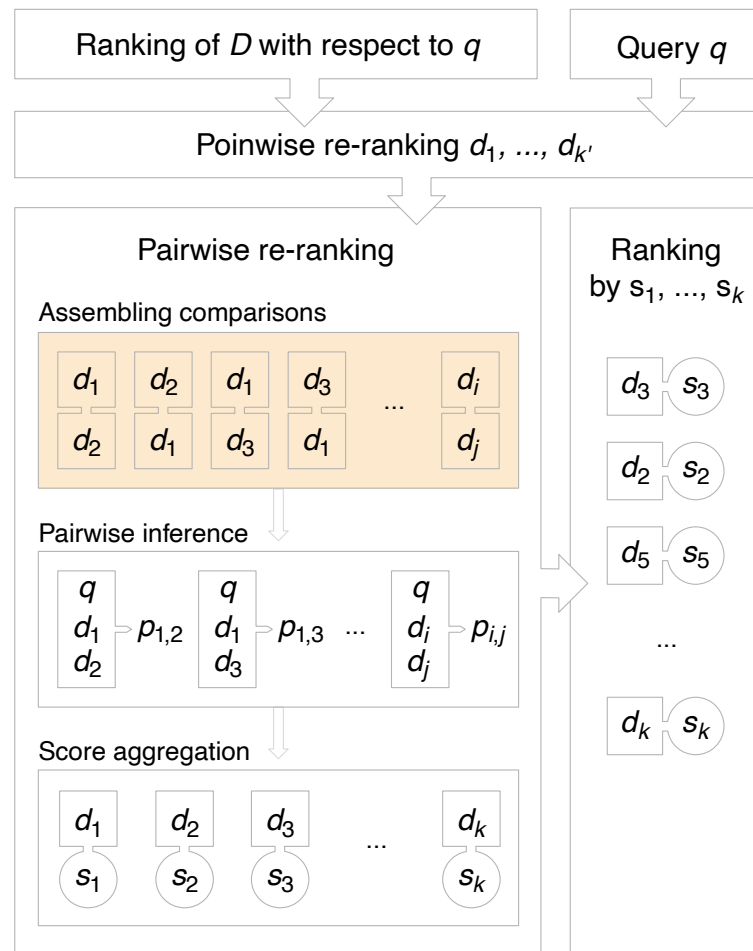 Ranking of D with respect to q
Query q
Poinwise re-ranking d₁, ..., dₖ'
Pairwise re-ranking
Assembling comparisons
d₁ d₂ d₁ d₃ ... dᵢ
d₂ d₁ d₃ d₁ dⱼ
Pairwise inference
q q q
d₁ p₁,₂ d₁ p₁,₃ ... dᵢ pᵢ,ⱼ
d₂ d₃ dⱼ
Score aggregation
d₁ d₂ d₃ ... dₖ
s₁ s₂ s₃ sₖ
Ranking
by s₁, ..., sₖ
d₃ s₃
d₂ s₂
d₅ s₅
...
dₖ sₖ